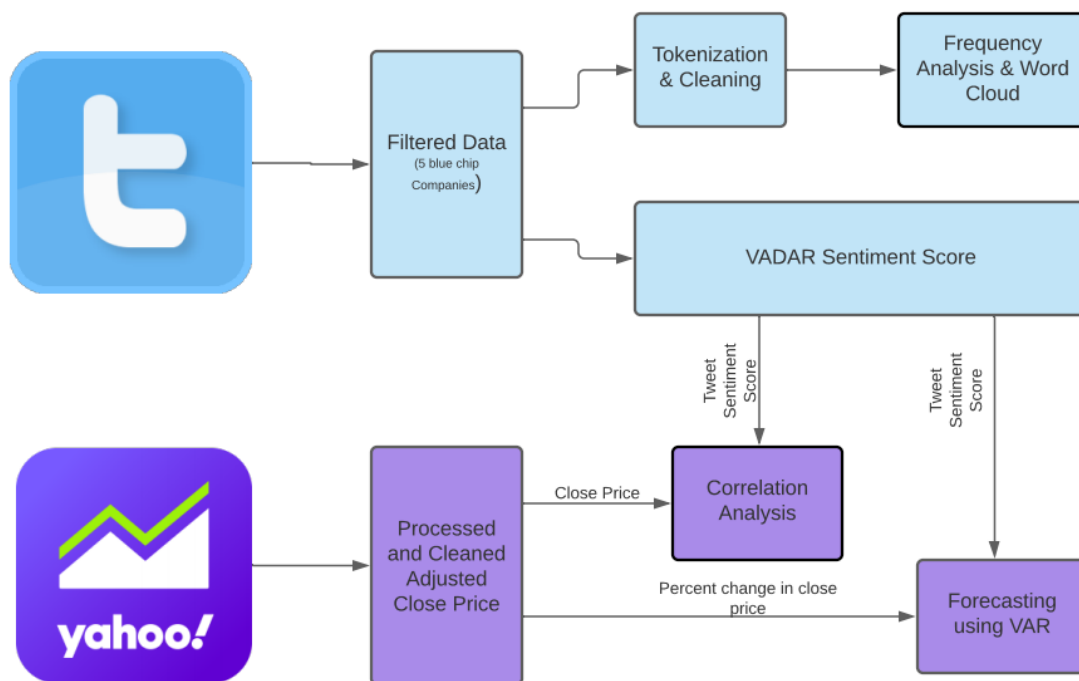 Tokenization
& Cleaning
Frequency
Analysis & Word
Cloud
t
Filtered Data
(5 blue chip
Companies)
VADAR Sentiment Score
Tweet
Sentiment
Score
Tweet
Sentiment
Score
yahoo!
Processed
and Cleaned
Adjusted
Close Price
Close Price
Correlation
Analysis
Percent change in close
price
Forecasting
using VAR